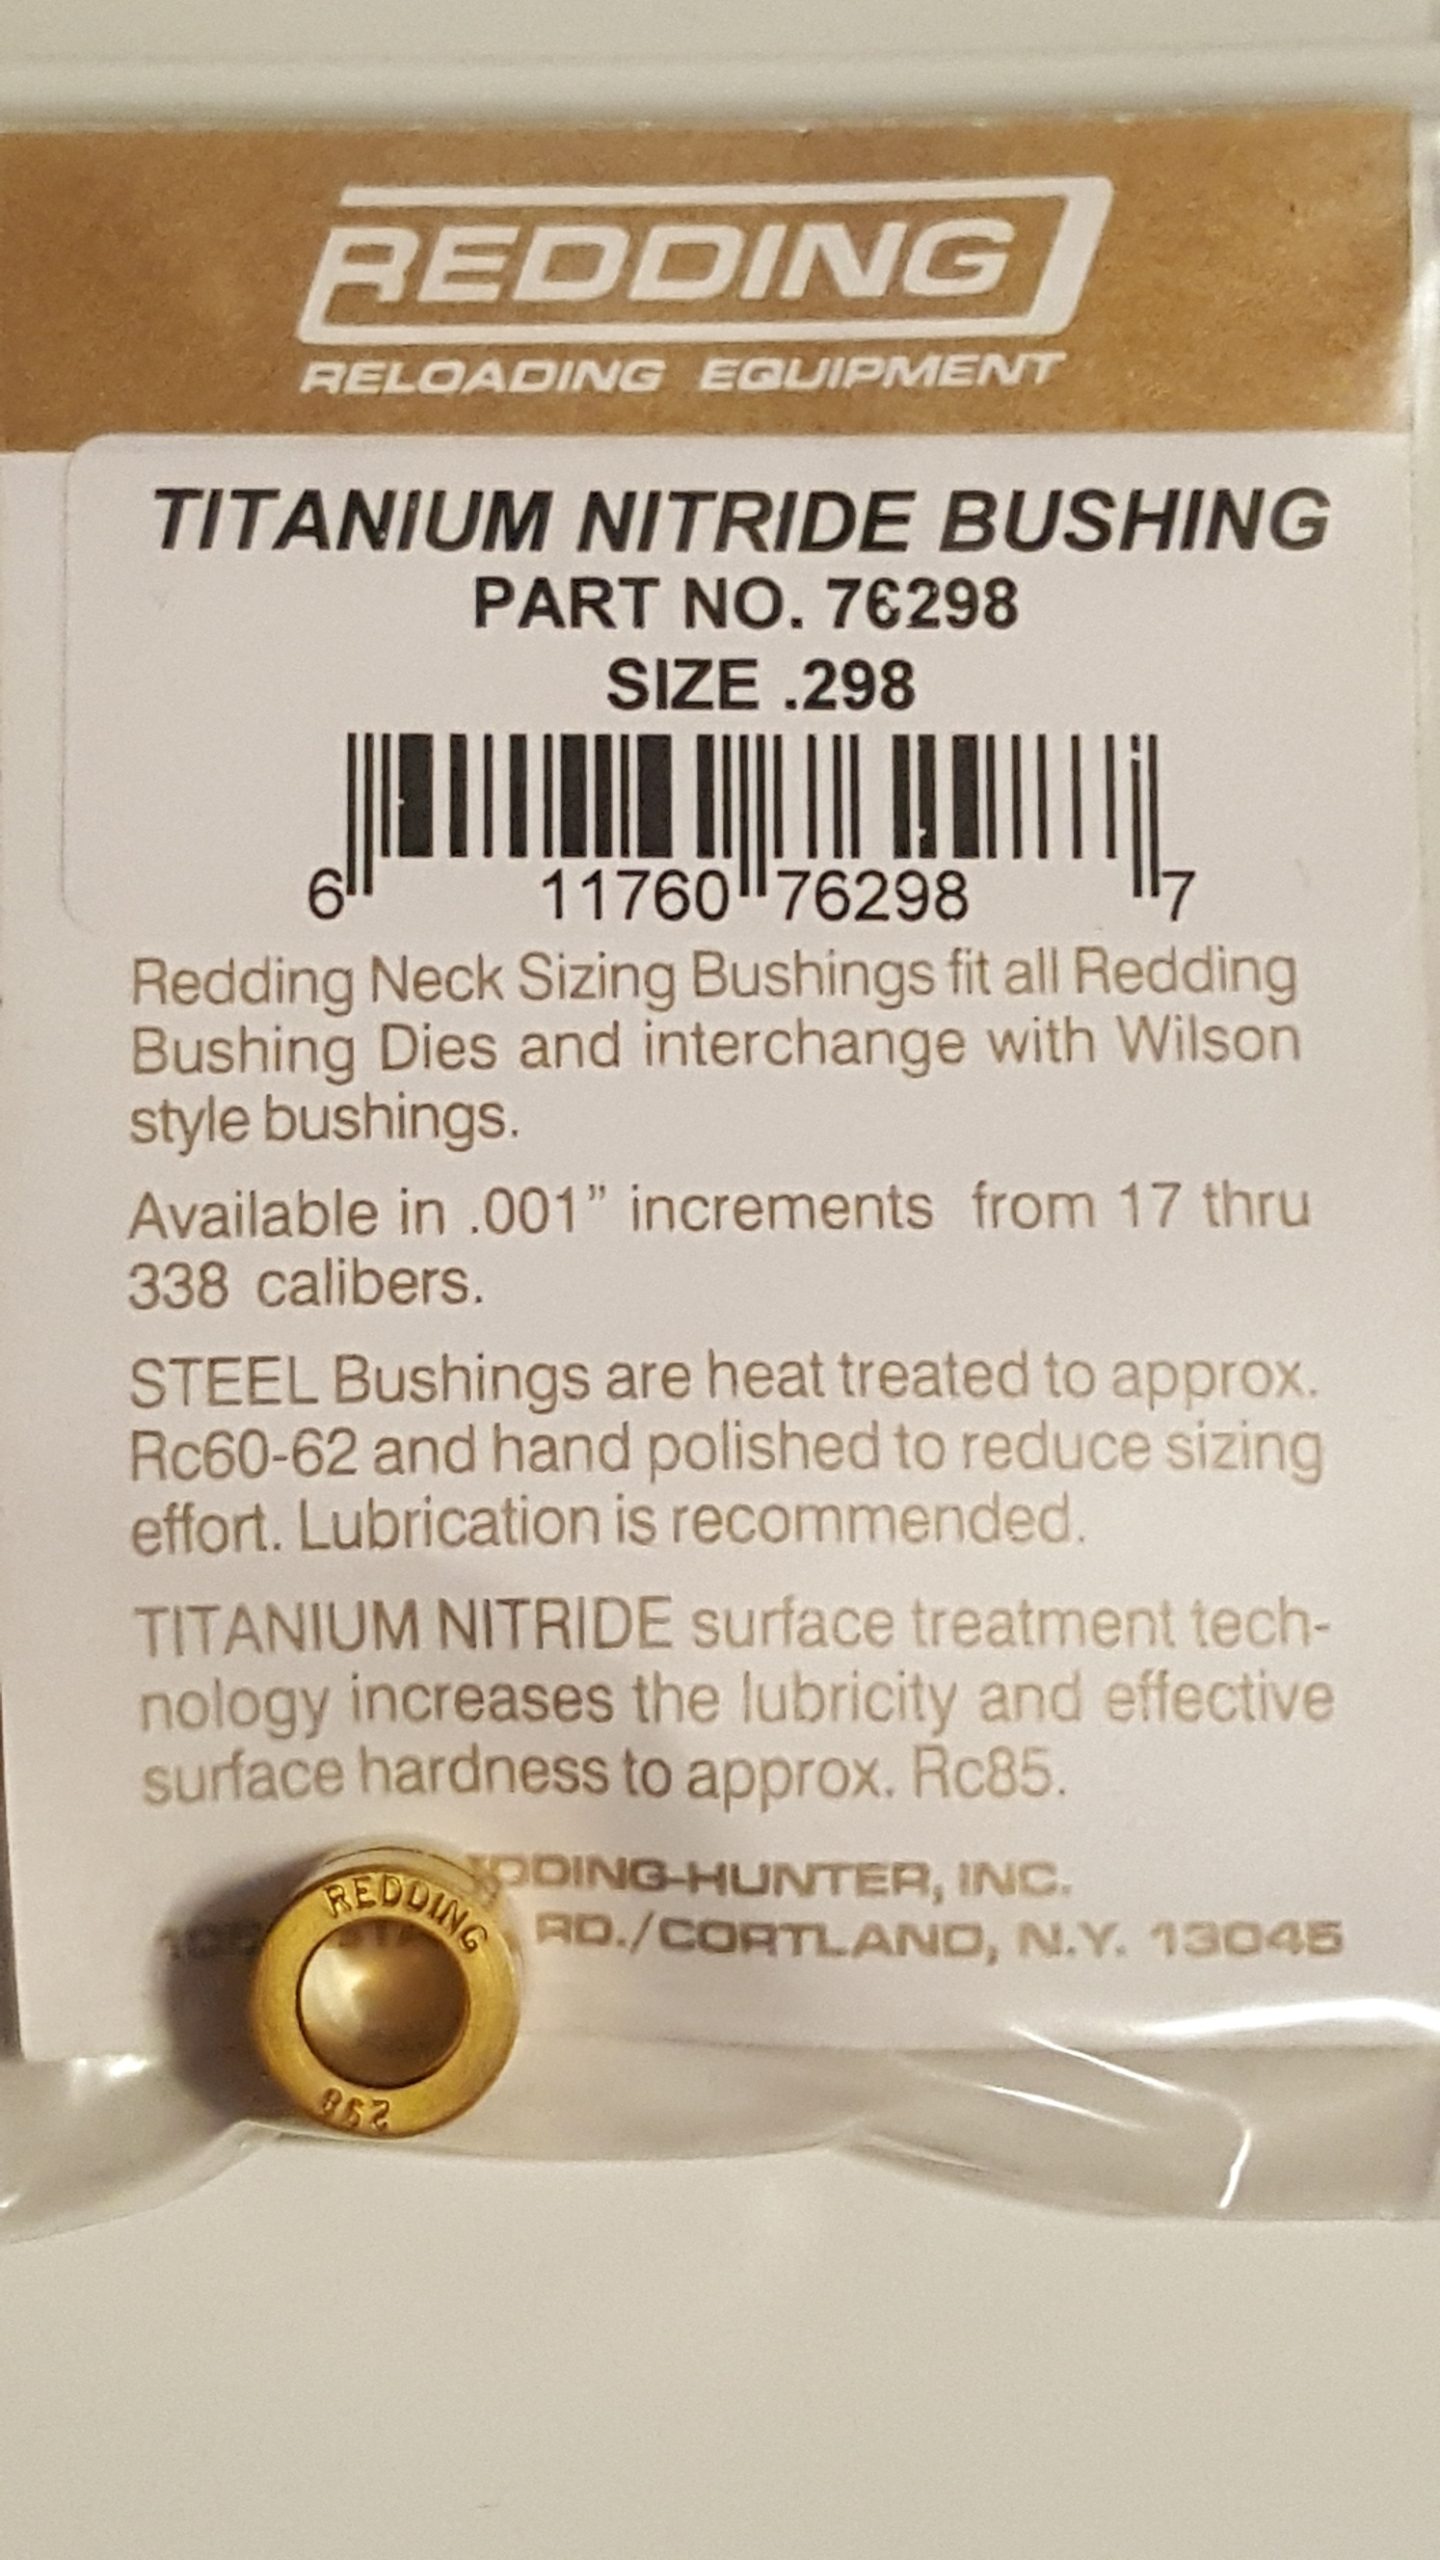 REDDING
RELOADING EQUIPMENT
TITANIUM NITRIDE BUSHING
PART NO. 76298
SIZE .298
6 11760 76298 7
Redding Neck Sizing Bushings fit all Redding
Bushing Dies and interchange with Wilson
style bushings.
Available in .001” increments from 17 thru
338 calibers.
STEEL Bushings are heat treated to approx.
Rc60-62 and hand polished to reduce sizing
effort. Lubrication is recommended.
TITANIUM NITRIDE surface treatment tech-
nology increases the lubricity and effective
surface hardness to approx. Rc85.
HUNTER, INC.
RD./CORTLAND, N.Y. 13045
REDDING
298